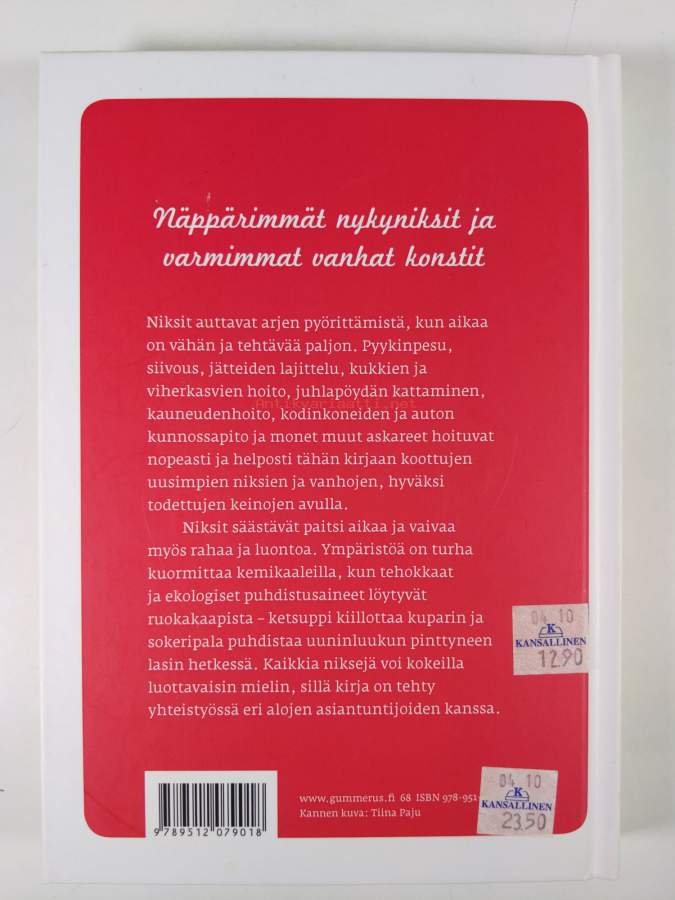 Näppärimmät nykyniksit ja
varmimmat vanhat konstit
Niksit auttavat arjen pyörittämistä, kun aikaa
on vähän ja tehtävää paljon. Pyykinpesu,
siivous, jätteiden lajittelu, kukkien ja
viherkasvien hoito, juhlapöydän kattaminen,
Antikvariaatti.net
kauneudenhoito, kodinkoneiden ja auton
kunnossapito ja monet muut askareet hoituvat
nopeasti ja helposti tähän kirjaan koottujen
uusimpien niksien ja vanhojen, hyväksi
todettujen keinojen avulla.
Niksit säästävät paitsi aikaa ja vaivaa
myös rahaa ja luontoa. Ympäristöä on turha
kuormittaa kemikaaleilla, kun tehokkaat
ja ekologiset puhdistusaineet löytyvät
ruokakaapista – ketsuppi kiillottaa kuparin ja
sokeripala puhdistaa uuninluukun pinttyneen
lasin hetkessä. Kaikkia niksejä voi kokeilla
luottavaisin mielin, sillä kirja on tehty
yhteistyössä eri alojen asiantuntijoiden kanssa.
04 10
K
KANSALLINEN
12.90
www.gummerus.fi 68 ISBN 978-951-
Kannen kuva: Tiina Paju
9 789512 079018
04 10
K
KANSALLINEN
23.50